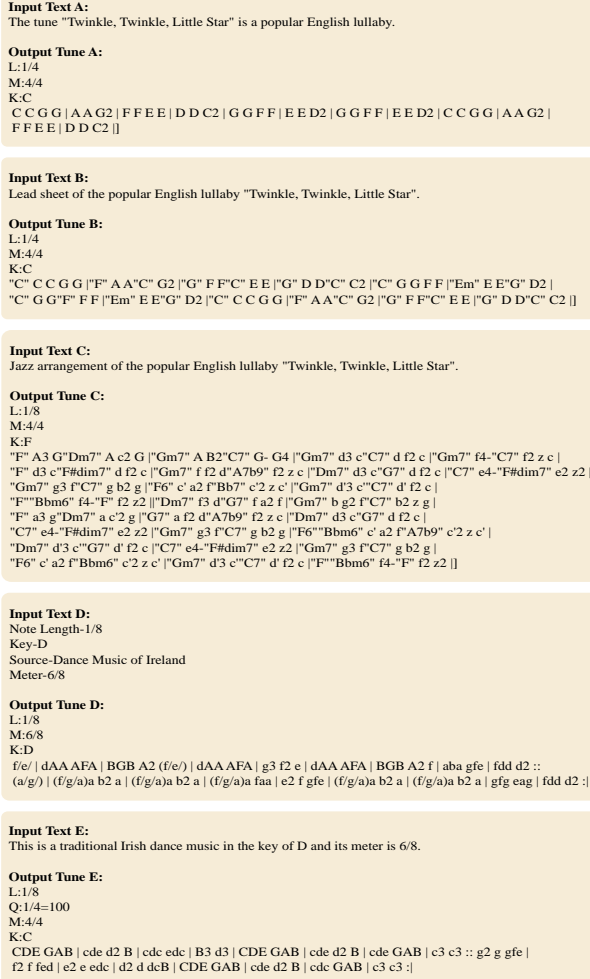 Input Text A:
The tune "Twinkle, Twinkle, Little Star" is a popular English lullaby.
Output Tune A:
L:1/4
M:4/4
K:C
C C G G | A A G2 | F F E E | D D C2 | G G F F | E E D2 | G G F F | E E D2 | C C G G | A A G2 |
F F E E | D D C2 |]
Input Text B:
Lead sheet of the popular English lullaby "Twinkle, Twinkle, Little Star".
Output Tune B:
L:1/4
M:4/4
K:C
"C" C C G G |"F" A A"C" G2 |"G" F F"C" E E |"G" D D"C" C2 |"C" G G F F |"Em" E E"G" D2 |
"C" G G"F" F F |"Em" E E"G" D2 |"C" C C G G |"F" A A"C" G2 |"G" F F"C" E E |"G" D D"C" C2 |]
Input Text C:
Jazz arrangement of the popular English lullaby "Twinkle, Twinkle, Little Star".
Output Tune C:
L:1/8
M:4/4
K:F
"F" A3 G"Dm7" A c2 G |"Gm7" A B2"C7" G- G4 |"Gm7" d3 c"C7" d f2 c |"Gm7" f4-"C7" f2 z c |
"F" d3 c"F#dim7" d f2 c |"Gm7" f f2 d"A7b9" f2 z c |"Dm7" d3 c"G7" d f2 c |"C7" e4-"F#dim7" e2 z2 |
"Gm7" g3 f"C7" g b2 g |"F6" c' a2 f"Bb7" c'2 z c' |"Gm7" d'3 c'"C7" d' f2 c |
"F""Bbm6" f4-"F" f2 z2 ||"Dm7" f3 d"G7" f a2 f |"Gm7" b g2 f"C7" b2 z g |
"F" a3 g"Dm7" a c'2 g |"G7" a f2 d"A7b9" f2 z c |"Dm7" d3 c"G7" d f2 c |
"C7" e4-"F#dim7" e2 z2 |"Gm7" g3 f"C7" g b2 g |"F6""Bbm6" c' a2 f"A7b9" c'2 z c' |
"Dm7" d'3 c'"G7" d' f2 c |"C7" e4-"F#dim7" e2 z2 |"Gm7" g3 f"C7" g b2 g |
"F6" c' a2 f"Bbm6" c'2 z c' |"Gm7" d'3 c'"C7" d' f2 c |"F""Bbm6" f4-"F" f2 z2 |]
Input Text D:
Note Length-1/8
Key-D
Source-Dance Music of Ireland
Meter-6/8
Output Tune D:
L:1/8
M:6/8
K:D
f/e/ | dAA AFA | BGB A2 (f/e/) | dAA AFA | g3 f2 e | dAA AFA | BGB A2 f | aba gfe | fdd d2 ::
(a/g/) | (f/g/a b2 a | (f/g/a b2 a | (f/g/)a faa | e2 f gfe | (f/g/)a b2 a | (f/g/)a b2 a | gfg eag | fdd d2 :|
Input Text E:
This is a traditional Irish dance music in the key of D and its meter is 6/8.
Output Tune E:
L:1/8
Q:1/4=100
M:4/4
K:C
CDE GAB | cde d2 B | cdc edc | B3 d3 | CDE GAB | cde d2 B | cde GAB | c3 c3 :: g2 g gfe |
f2 f fed | e2 e edc | d2 d dcB | CDE GAB | cde d2 B | cdc GAB | c3 c3 :|